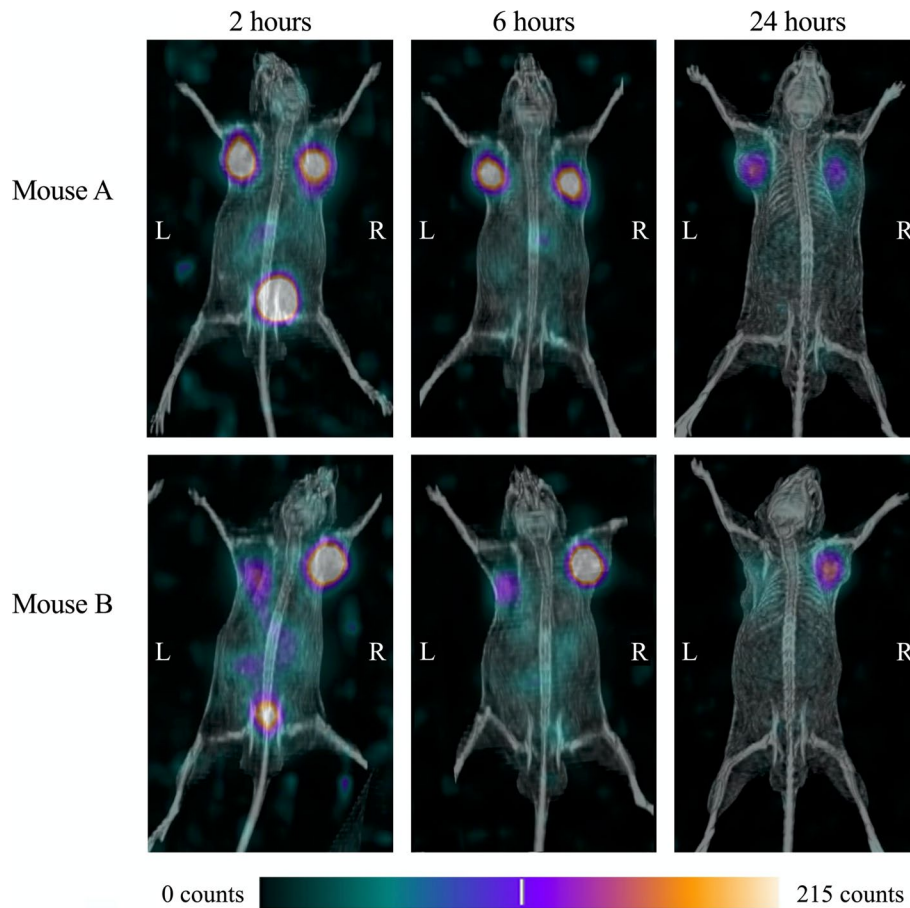 2 hours 6 hours 24 hours
Mouse A
L R L R L R
Mouse B
L R L R L R
0 counts 215 counts